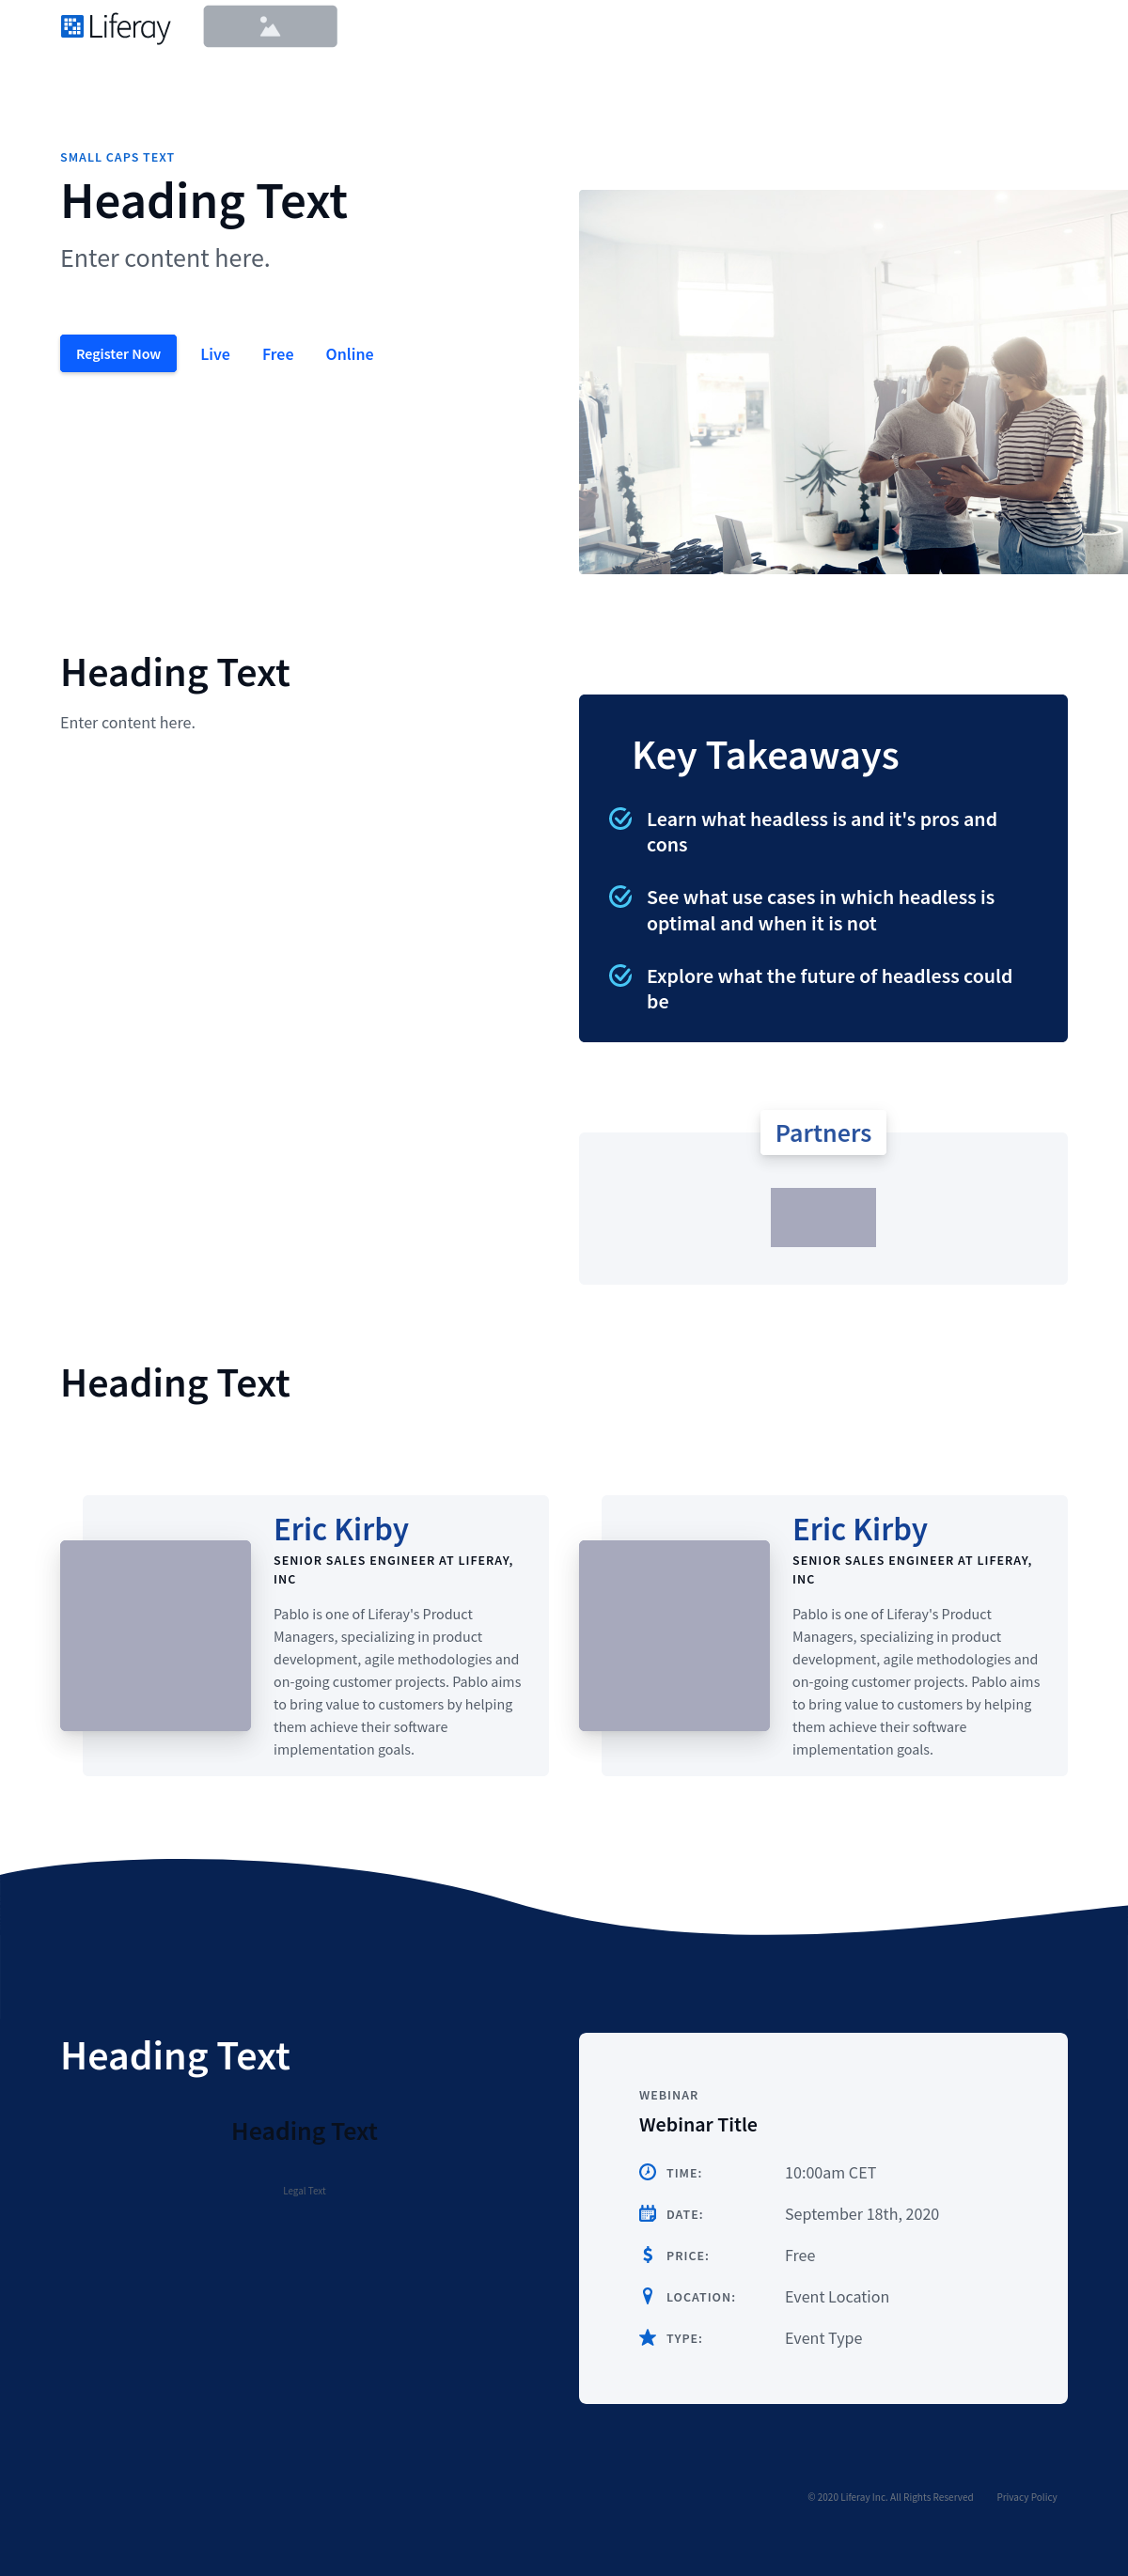 Liferay
SMALL CAPS TEXT
Heading Text
Enter content here.
Register Now
Live
Free
Online
Heading Text
Enter content here.
Key Takeaways
Learn what headless is and it's pros and
cons
See what use cases in which headless is
optimal and when it is not
Explore what the future of headless could
be
Partners
Heading Text
Eric Kirby
SENIOR SALES ENGINEER AT LIFERAY,
INC
Pablo is one of Liferay's Product
Managers, specializing in product
development, agile methodologies and
on-going customer projects. Pablo aims
to bring value to customers by helping
them achieve their software
implementation goals.
Eric Kirby
SENIOR SALES ENGINEER AT LIFERAY,
INC
Pablo is one of Liferay's Product
Managers, specializing in product
development, agile methodologies and
on-going customer projects. Pablo aims
to bring value to customers by helping
them achieve their software
implementation goals.
Heading Text
Heading Text
Legal Text
WEBINAR
Webinar Title
TIME: 10:00am CET
DATE: September 18th, 2020
PRICE: Free
LOCATION: Event Location
TYPE: Event Type
© 2020 Liferay Inc. All Rights Reserved Privacy Policy